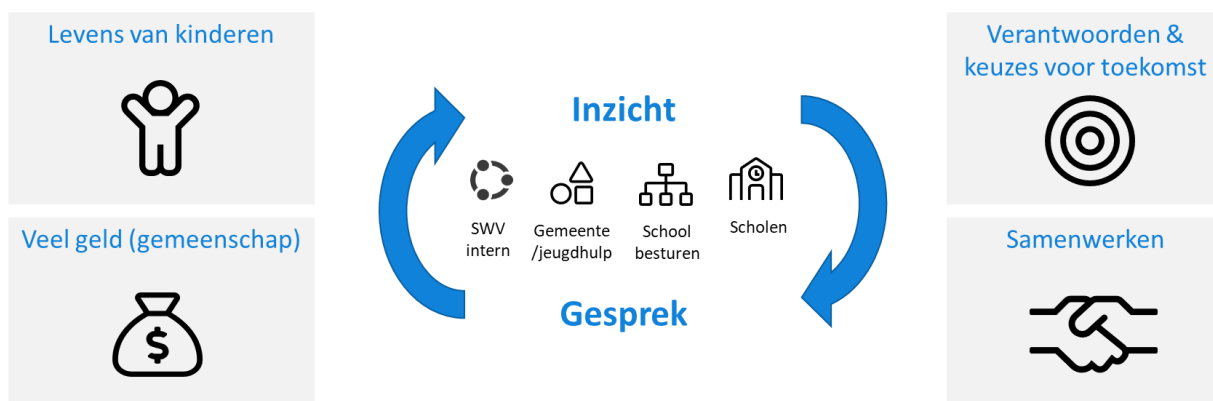 Levens van kinderen
Veel geld (gemeenschap)
$
Inzicht
SWV
intern
Gemeente
/jeugdhulp
School
besturen
Scholen
Gesprek
Verantwoorden &
keuzes voor toekomst
Samenwerken